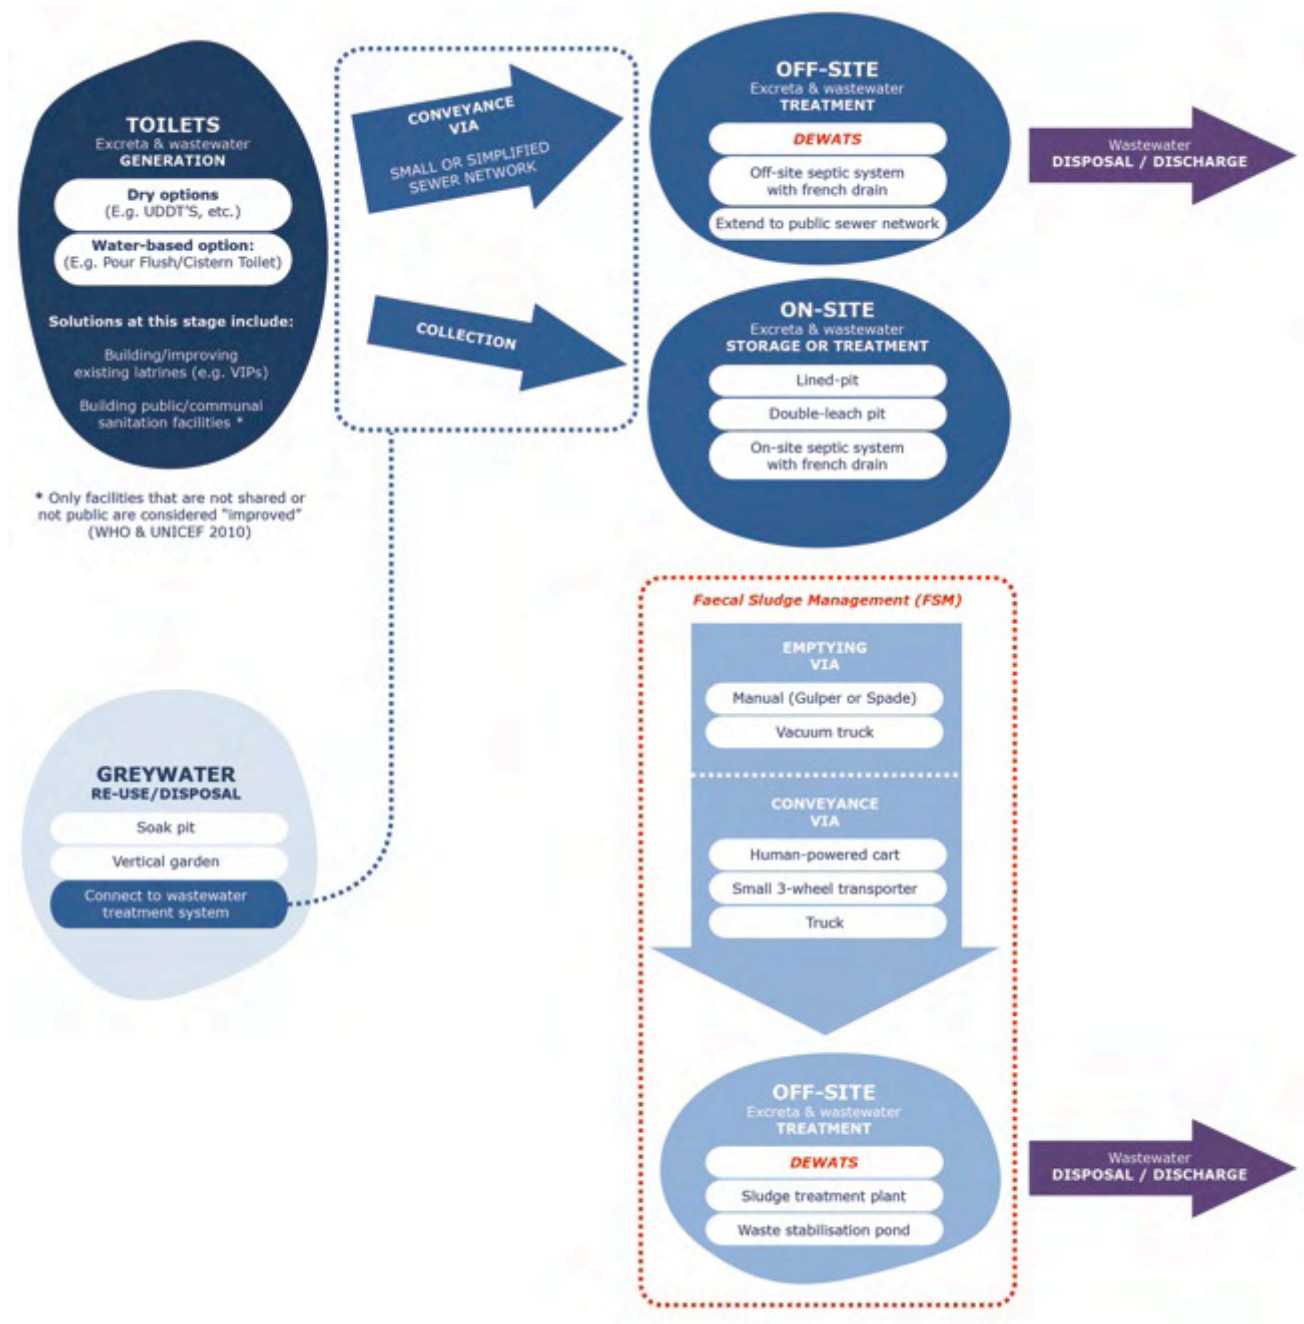 TOILETS
Excreta & wastewater
GENERATION
Dry options
(E.g. UDDT'S, etc.)
Water-based option:
(E.g. Pour Flush/Cistern Toilet)
Solutions at this stage include:
Building/improving
existing latrines (e.g. VIPs)
Building public/communal
sanitation facilities *
* Only facilities that are not shared or
not public are considered "improved"
(WHO & UNICEF 2010)
CONVEYANCE
VIA
SMALL OR SIMPLIFIED
SEWER NETWORK
COLLECTION
OFF-SITE
Excreta & wastewater
TREATMENT
DEWATS
Off-site septic system
with french drain
Extend to public sewer network
Wastewater
DISPOSAL / DISCHARGE
ON-SITE
Excreta & wastewater
STORAGE OR TREATMENT
Lined-pit
Double-leach pit
On-site septic system
with french drain
GREYWATER
RE-USE/DISPOSAL
Soak pit
Vertical garden
Connect to wastewater
treatment system
Faecal Sludge Management (FSM)
EMPTYING
VIA
Manual (Gulper or Spade)
Vacuum truck
CONVEYANCE
VIA
Human-powered cart
Small 3-wheel transporter
Truck
OFF-SITE
Excreta & wastewater
TREATMENT
DEWATS
Sludge treatment plant
Waste stabilisation pond
Wastewater
DISPOSAL / DISCHARGE